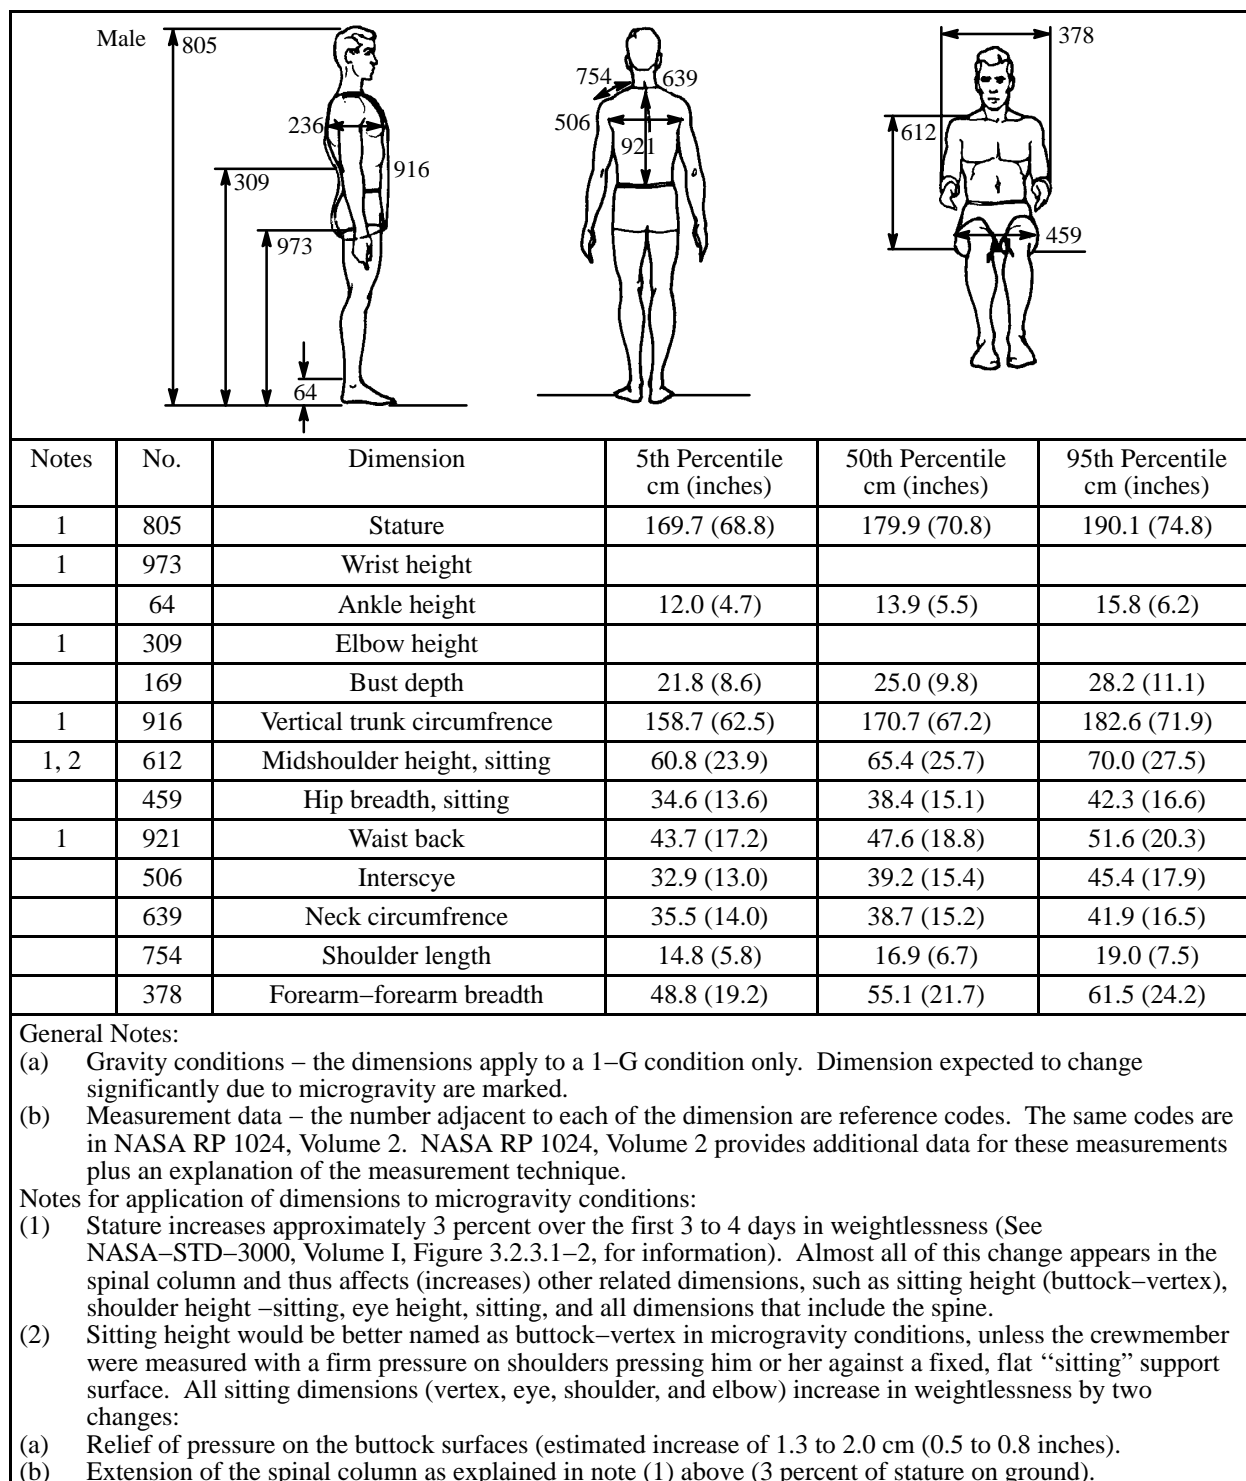 Male
805
236
309
916
973
64
754
639
506
921
378
612
459
Notes No. Dimension 5th Percentile cm (inches) 50th Percentile cm (inches) 95th Percentile cm (inches)
1 805 Stature 169.7 (68.8) 179.9 (70.8) 190.1 (74.8)
1 973 Wrist height
64 Ankle height 12.0 (4.7) 13.9 (5.5) 15.8 (6.2)
1 309 Elbow height
169 Bust depth 21.8 (8.6) 25.0 (9.8) 28.2 (11.1)
1 916 Vertical trunk circumfrence 158.7 (62.5) 170.7 (67.2) 182.6 (71.9)
1, 2 612 Midshoulder height, sitting 60.8 (23.9) 65.4 (25.7) 70.0 (27.5)
459 Hip breadth, sitting 34.6 (13.6) 38.4 (15.1) 42.3 (16.6)
1 921 Waist back 43.7 (17.2) 47.6 (18.8) 51.6 (20.3)
506 Interscye 32.9 (13.0) 39.2 (15.4) 45.4 (17.9)
639 Neck circumfrence 35.5 (14.0) 38.7 (15.2) 41.9 (16.5)
754 Shoulder length 14.8 (5.8) 16.9 (6.7) 19.0 (7.5)
378 Forearm–forearm breadth 48.8 (19.2) 55.1 (21.7) 61.5 (24.2)
General Notes:
(a) Gravity conditions – the dimensions apply to a 1–G condition only. Dimension expected to change
significantly due to microgravity are marked.
(b) Measurement data – the number adjacent to each of the dimension are reference codes. The same codes are
in NASA RP 1024, Volume 2. NASA RP 1024, Volume 2 provides additional data for these measurements
plus an explanation of the measurement technique.
Notes for application of dimensions to microgravity conditions:
(1) Stature increases approximately 3 percent over the first 3 to 4 days in weightlessness (See
NASA–STD–3000, Volume I, Figure 3.2.3.1–2, for information). Almost all of this change appears in the
spinal column and thus affects (increases) other related dimensions, such as sitting height (buttock–vertex),
shoulder height –sitting, eye height, sitting, and all dimensions that include the spine.
(2) Sitting height would be better named as buttock–vertex in microgravity conditions, unless the crewmember
were measured with a firm pressure on shoulders pressing him or her against a fixed, flat ‘‘sitting” support
surface. All sitting dimensions (vertex, eye, shoulder, and elbow) increase in weightlessness by two
changes:
(a) Relief of pressure on the buttock surfaces (estimated increase of 1.3 to 2.0 cm (0.5 to 0.8 inches).
(b) Extension of the spinal column as explained in note (1) above (3 percent of stature on ground).